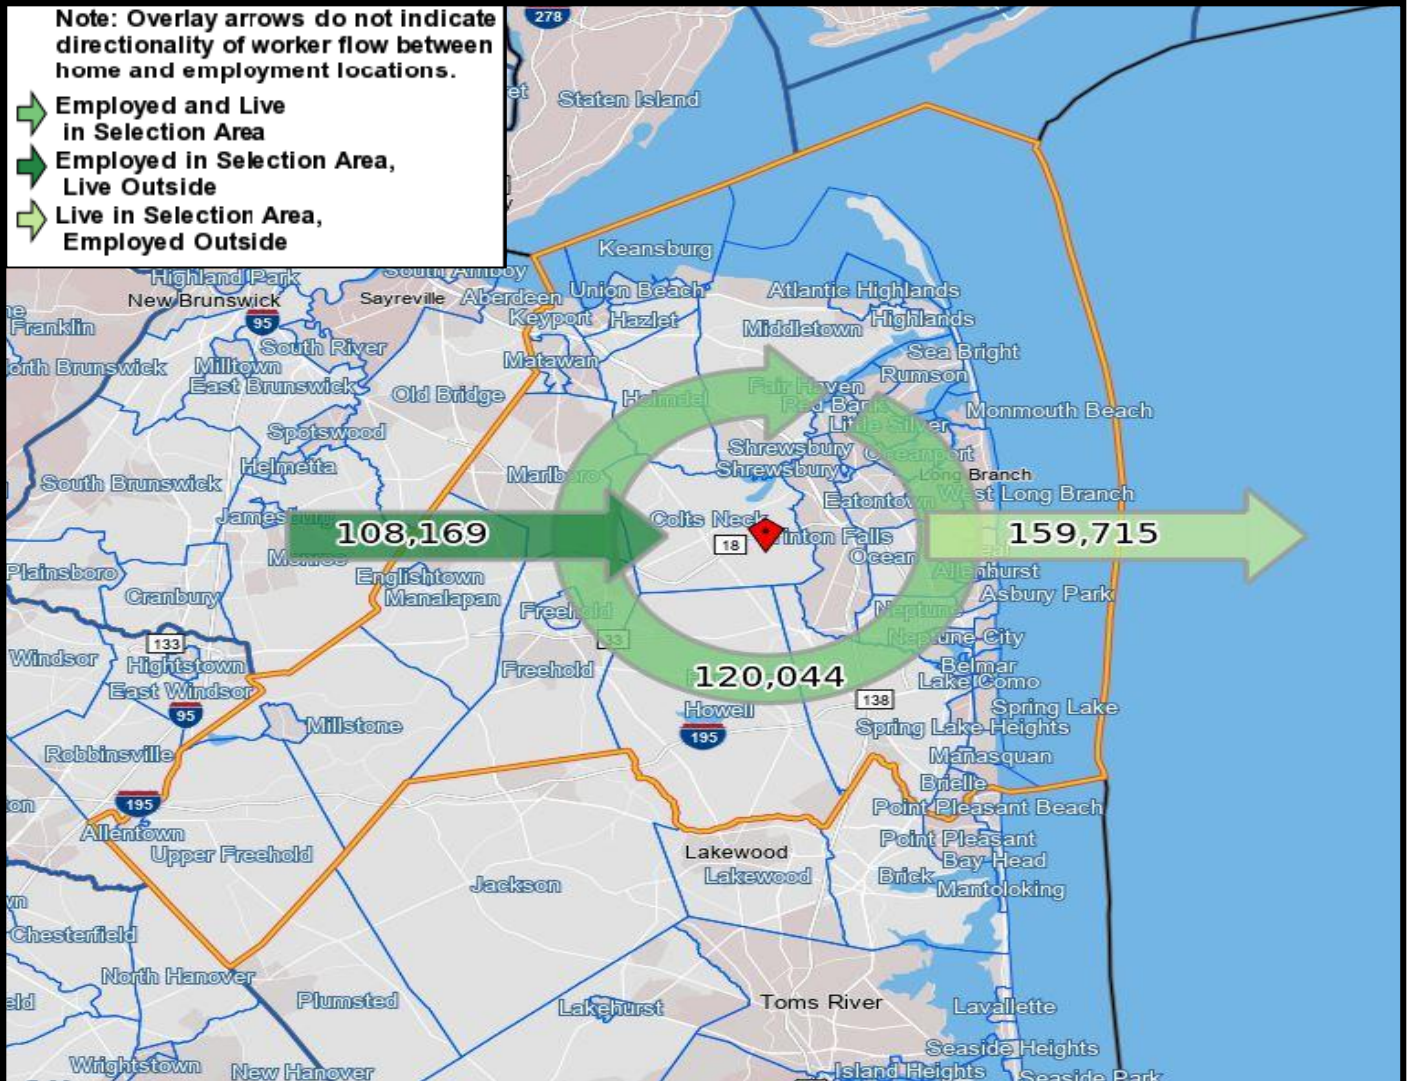 Note: Overlay arrows do not indicate
directionality of worker flow between
home and employment locations.
Employed and Live
in Selection Area
Employed in Selection Area,
Live Outside
Live in Selection Area,
Employed Outside
278
Staten Island
Keansburg
Highland Park
South Amboy
New Brunswick
Sayreville
Aberdeen
Union Beach
Atlantic Highlands
Franklin
95
Keyport
Hazlet
Middletown
Highlands
South River
Milltown
Matawan
Sea Bright
North Brunswick
East Brunswick
Old Bridge
Holmdel
Fair Haven
Rumson
Red Bank
Monmouth Beach
Spotswood
Little Silver
Helmetta
Marlboro
Shrewsbury
Oceanport
Shrewsbury
Long Branch
South Brunswick
Eatontown
West Long Branch
Jamesburg
Colts Neck
108,169
18
Tinton Falls
159,715
Monroe
Ocean
Plainsboro
Englishtown
Allenhurst
Cranbury
Manalapan
Asbury Park
Freehold
Neptune
133
33
Neptune City
Windsor
Hightstown
Freehold
Belmar
East Windsor
120,044
Lake Como
95
Howell
138
Spring Lake
Millstone
195
Spring Lake Heights
Robbinsville
Manasquan
Brielle
195
Point Pleasant Beach
Allentown
Point Pleasant
Upper Freehold
Lakewood
Bay Head
Jackson
Lakewood
Brick
Mantoloking
Chesterfield
North Hanover
Plumsted
Lakehurst
Toms River
Lavallette
Seaside Heights
Wrightstown
New Hanover
Island Heights
Seaside Park